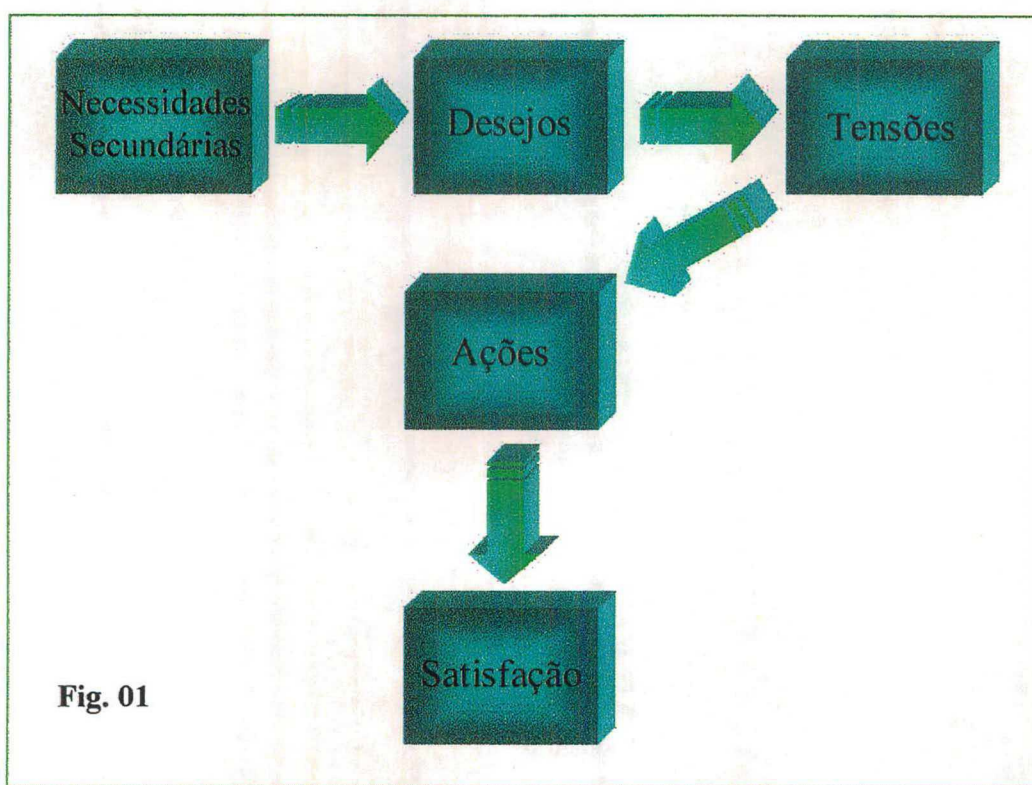 Necessidades
Secundárias
Desejos
Tensões
Ações
Satisfação
Fig. 01